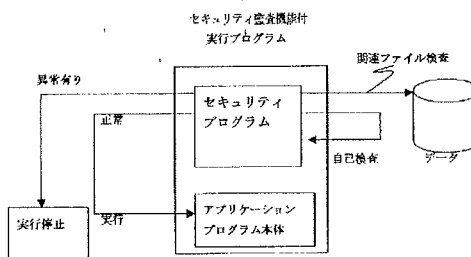 セキュリティ監査機能付
実行プログラム
関連ファイル検査
異常有り
セキュリティ
プログラム
正常
自己検査
データ
アプリケーション
プログラム本体
実行
実行停止